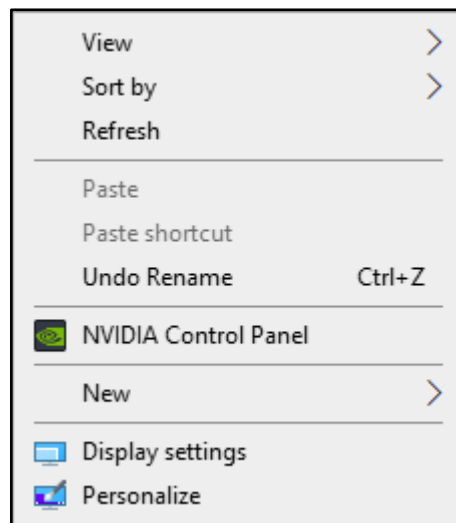 View
Sort by
Refresh
Paste
Paste shortcut
Undo Rename Ctrl+Z
NVIDIA Control Panel
New
Display settings
Personalize